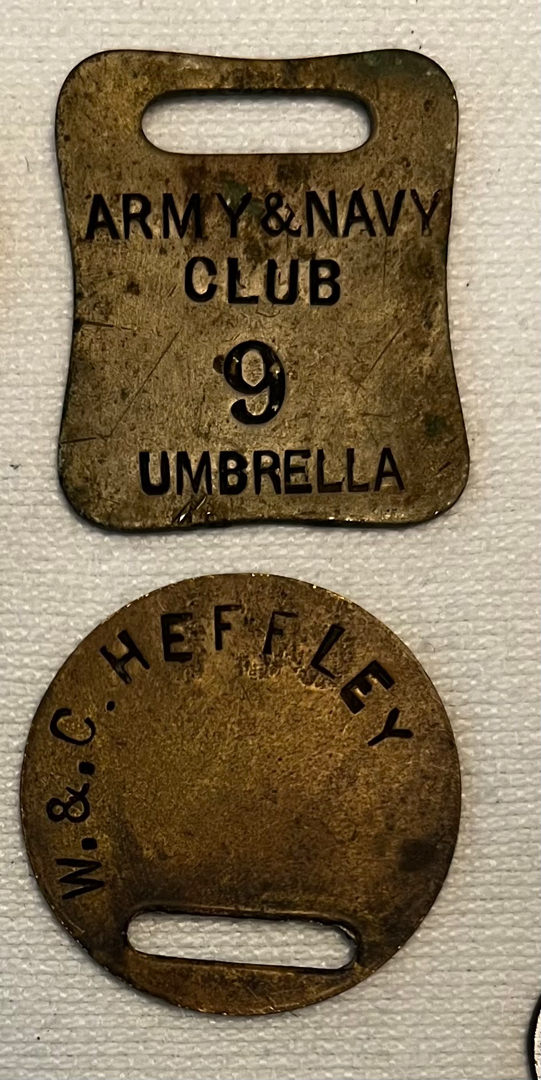 ARMY & NAVY
CLUB
9
UMBRELLA
W. & C. HEFFLEY